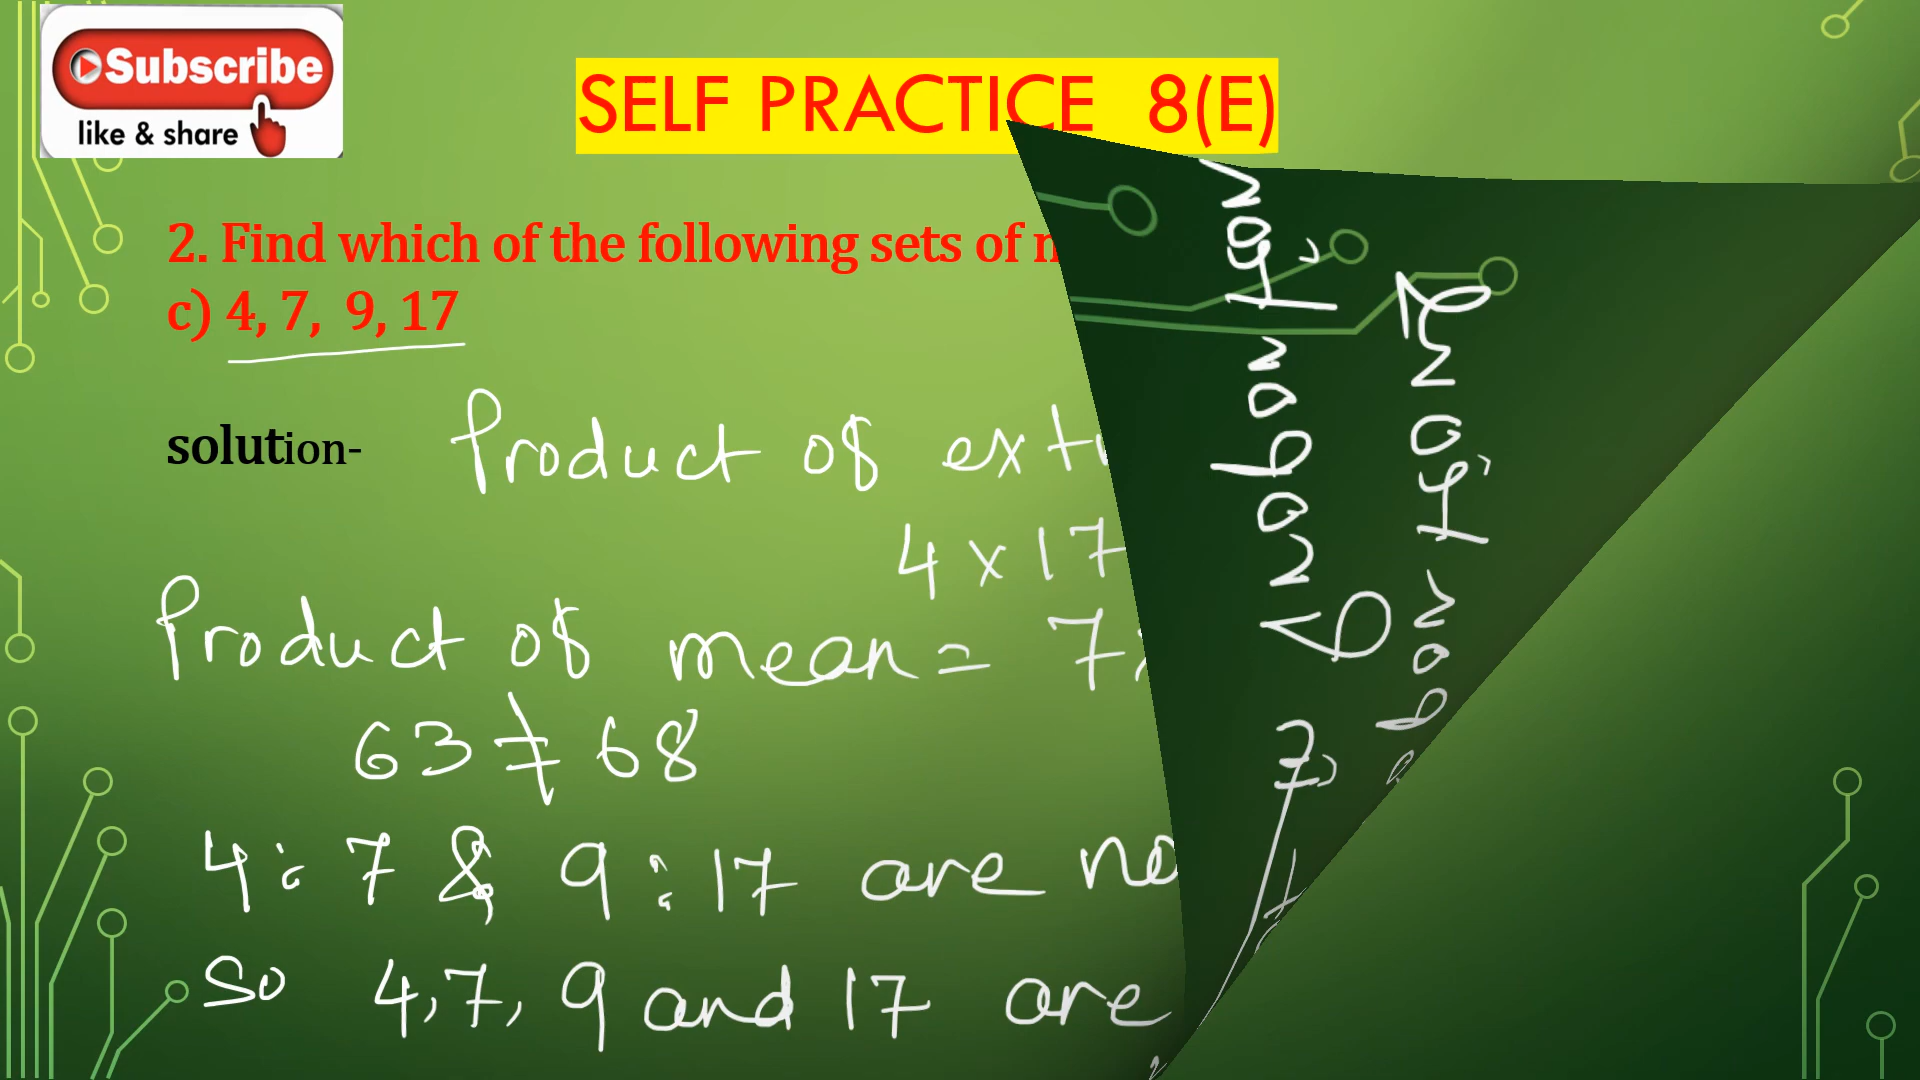 Subscribe
like & share
SELF PRACTICE 8(E)
2. Find which of the following sets of
c) 4, 7, 9, 17
solution-
Product of
4 x 17
Product of mean = 7
63 ≠ 68
4 : 7 & 9 : 17 are
So 4, 7, 9 and 17 are